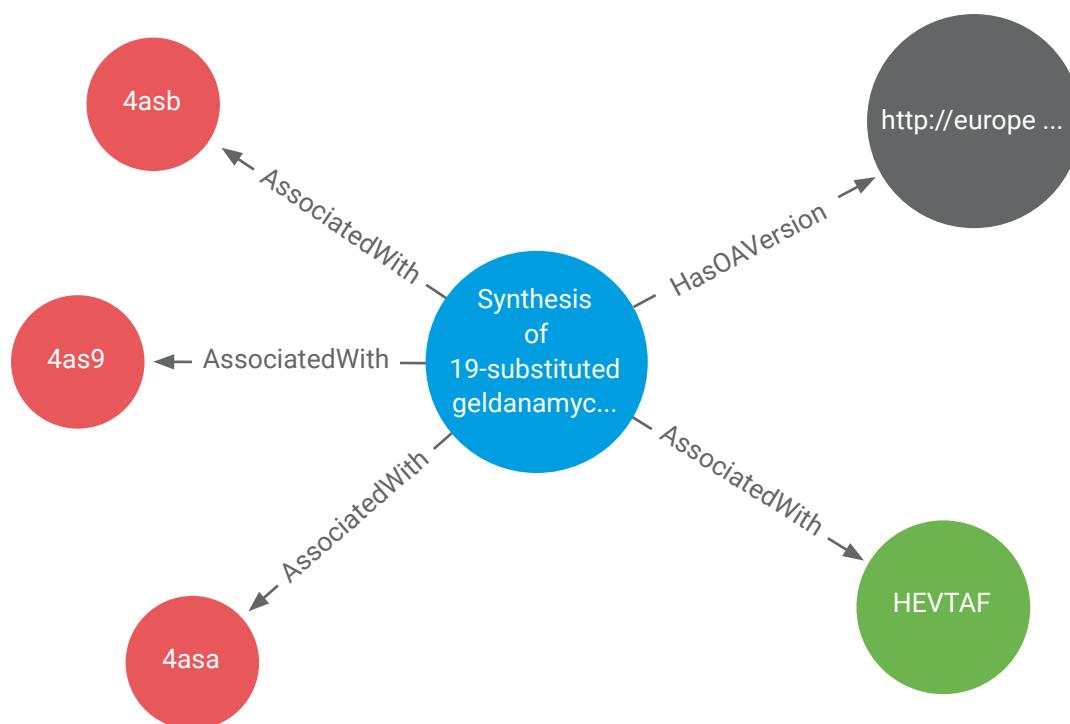 4asb
http://europe ...
AssociatedWith
HasOAVersion
Synthesis
of
19-substituted
geldanamyc...
4as9
AssociatedWith
AssociatedWith
AssociatedWith
HEVTAF
4asa